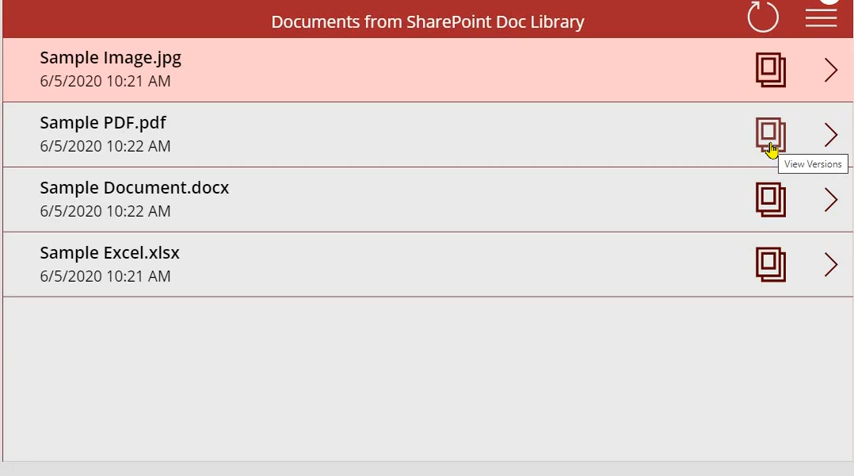 Documents from SharePoint Doc Library
Sample Image.jpg
6/5/2020 10:21 AM
Sample PDF.pdf
6/5/2020 10:22 AM
View Versions
Sample Document.docx
6/5/2020 10:22 AM
Sample Excel.xlsx
6/5/2020 10:21 AM